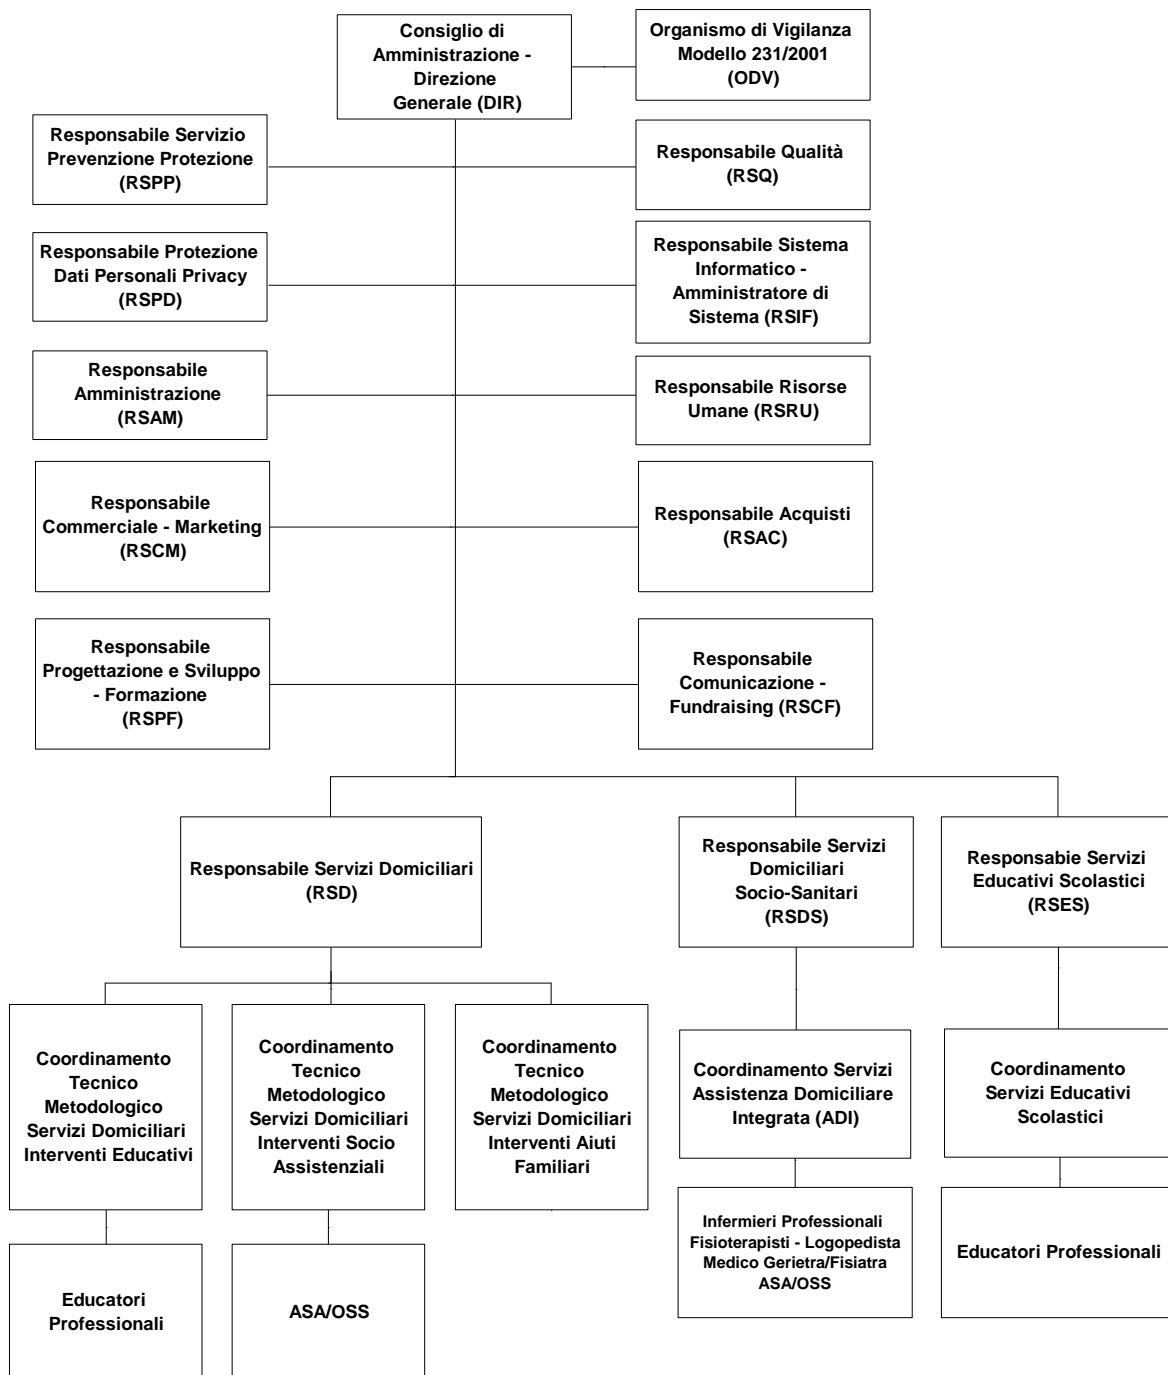 Consiglio di
Amministrazione -
Direzione
Generale (DIR)
Organismo di Vigilanza
Modello 231/2001
(ODV)
Responsabile Servizio
Prevenzione Protezione
(RSPP)
Responsabile Qualità
(RSQ)
Responsabile Protezione
Dati Personali Privacy
(RSPD)
Responsabile Sistema
Informatico -
Amministratore di
Sistema (RSIF)
Responsabile
Amministrazione
(RSAM)
Responsabile Risorse
Umane (RSRU)
Responsabile
Commerciale - Marketing
(RSCM)
Responsabile Acquisti
(RSAC)
Responsabile
Progettazione e Sviluppo
- Formazione
(RSPF)
Responsabile
Comunicazione -
Fundraising (RSCF)
Responsabile Servizi Domiciliari
(RSD)
Responsabile Servizi
Domiciliari
Socio-Sanitari
(RSDS)
Responsabie Servizi
Educativi Scolastici
(RSES)
Coordinamento
Tecnico
Metodologico
Servizi Domiciliari
Interventi Educativi
Coordinamento
Tecnico
Metodologico
Servizi Domiciliari
Interventi Socio
Assistenziali
Coordinamento
Tecnico
Metodologico
Servizi Domiciliari
Interventi Aiuti
Familiari
Coordinamento Servizi
Assistenza Domiciliare
Integrata (ADI)
Coordinamento
Servizi Educativi
Scolastici
Educatori
Professionali
ASA/OSS
Infermieri Professionali
Fisioterapisti - Logopedista
Medico Gerietra/Fisiatra
ASA/OSS
Educatori Professionali